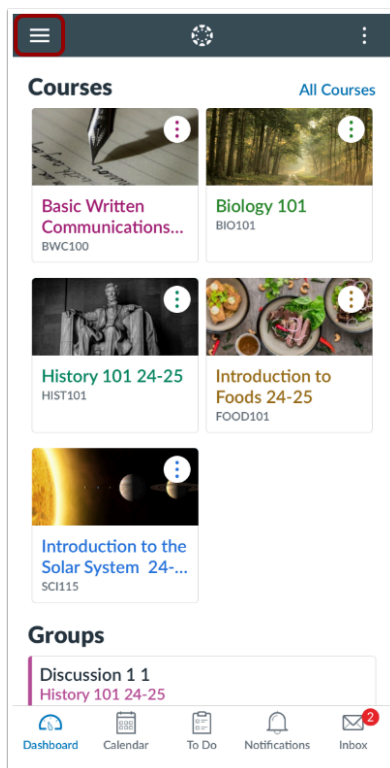 Courses
All Courses
Basic Written
Communications...
BWC100
Biology 101
BIO101
History 101 24-25
HIST101
Introduction to
Foods 24-25
FOOD101
Introduction to the
Solar System 24-...
SCI115
Groups
Discussion 1 1
History 101 24-25
2
Dashboard
Calendar
To Do
Notifications
Inbox